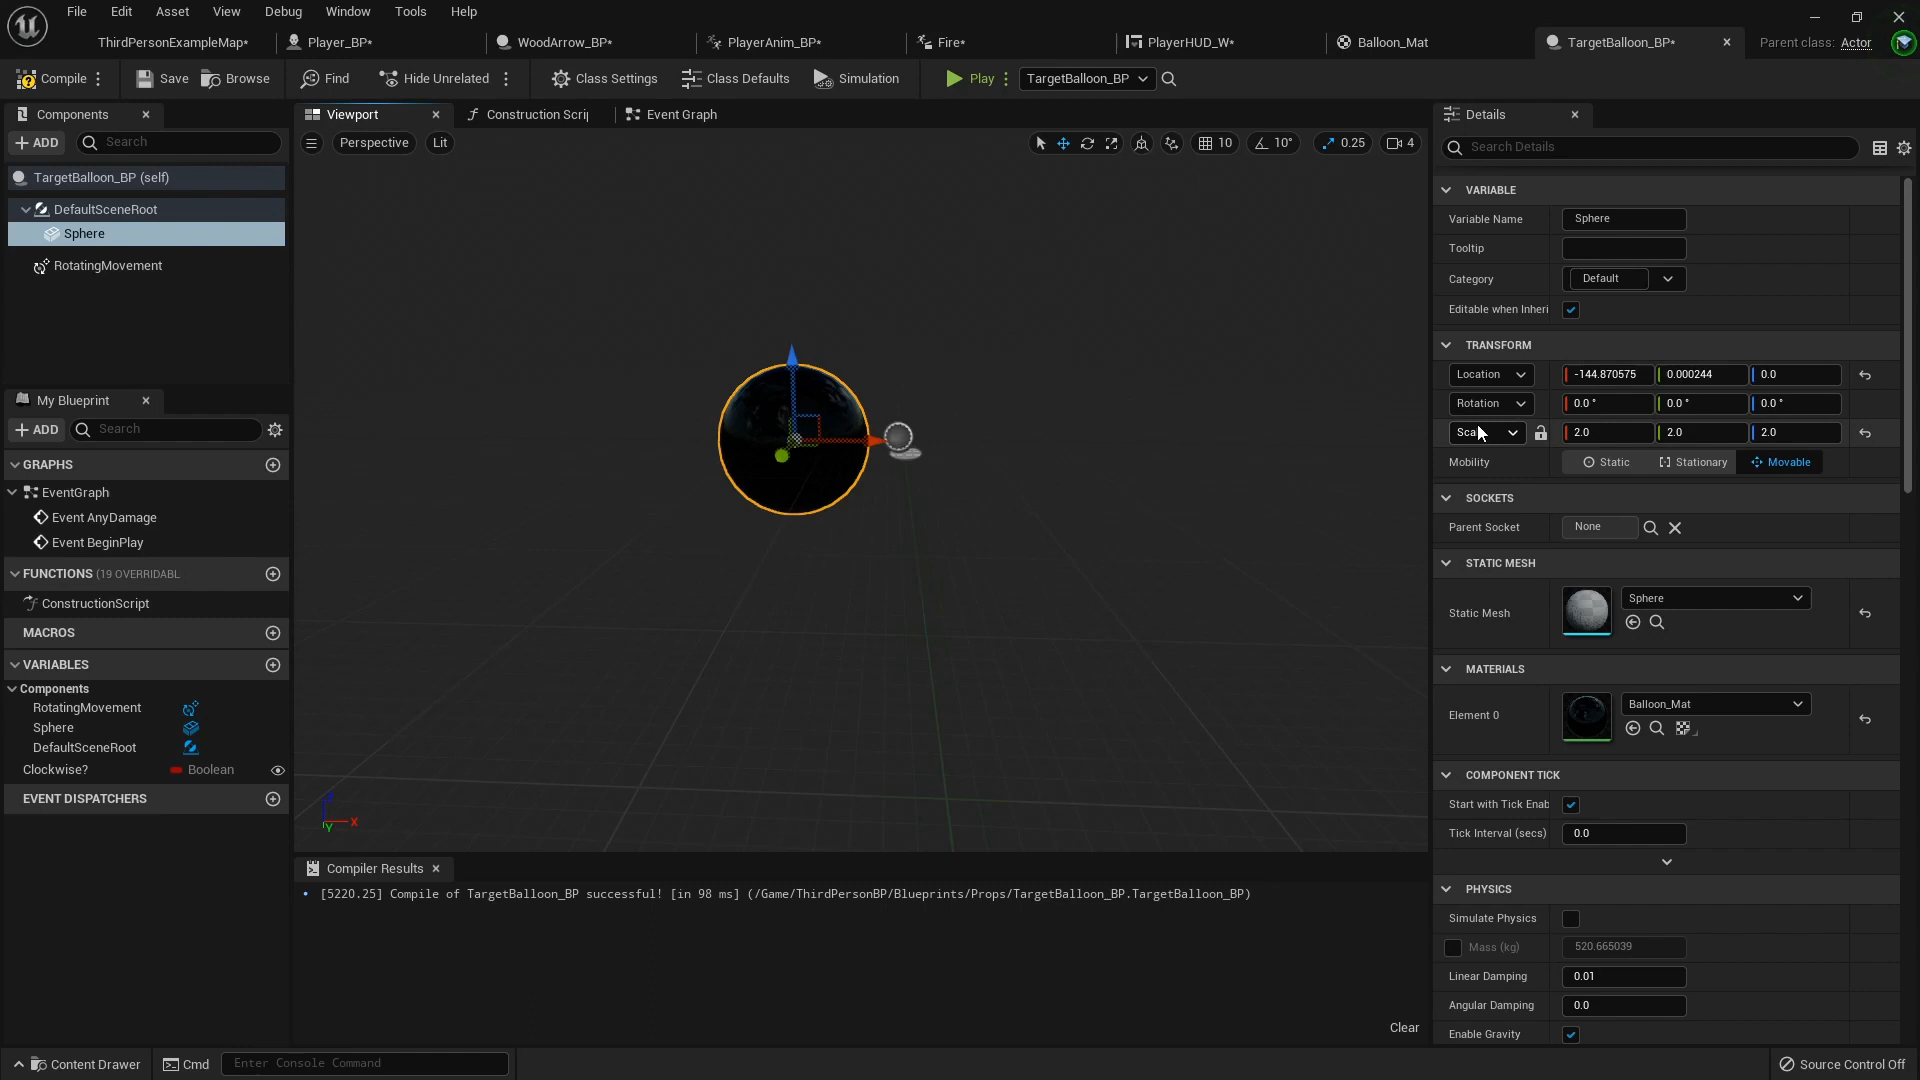 File Edit Asset View Debug Window Tools Help
ThirdPersonExampleMap* Player_BP* WoodArrow_BP* PlayerAnim_BP* Fire* PlayerHUD_W* Balloon_Mat TargetBalloon_BP* Parent class: Actor
Compile Save Browse Find Hide Unrelated Class Settings Class Defaults Simulation Play TargetBalloon_BP
Components
ADD Search
TargetBalloon_BP (self)
DefaultSceneRoot
Sphere
RotatingMovement
My Blueprint
ADD Search
GRAPHS
EventGraph
Event AnyDamage
Event BeginPlay
FUNCTIONS (19 OVERRIDABL
ConstructionScript
MACROS
VARIABLES
Components
RotatingMovement
Sphere
DefaultSceneRoot
Clockwise? Boolean
EVENT DISPATCHERS
Viewport Construction Scri Event Graph
Perspective Lit 10 10° 0.25 4
X
Y
Compiler Results
[5220.25] Compile of TargetBalloon_BP successful! [in 98 ms] (/Game/ThirdPersonBP/Blueprints/Props/TargetBalloon_BP.TargetBalloon_BP)
Clear
Details
Search Details
VARIABLE
Variable Name Sphere
Tooltip
Category Default
Editable when Inheri
TRANSFORM
Location -144.870575 0.000244 0.0
Rotation 0.0 ° 0.0 ° 0.0 °
Sca 2.0 2.0 2.0
Mobility Static Stationary Movable
SOCKETS
Parent Socket None
STATIC MESH
Static Mesh Sphere
MATERIALS
Element 0 Balloon_Mat
COMPONENT TICK
Start with Tick Enab
Tick Interval (secs) 0.0
PHYSICS
Simulate Physics
Mass (kg) 520.665039
Linear Damping 0.01
Angular Damping 0.0
Enable Gravity
Content Drawer Cmd Enter Console Command Source Control Off